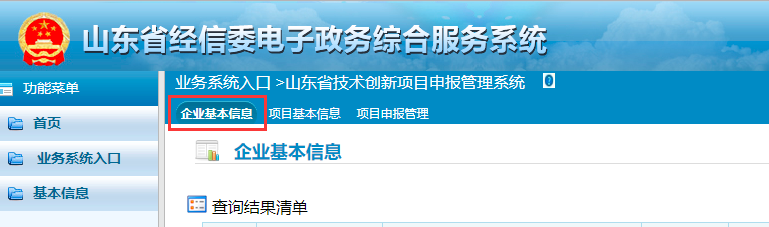 山东省经信委电子政务综合服务系统
功能菜单
业务系统入口 >山东省技术创新项目申报管理系统
企业基本信息 项目基本信息 项目申报管理
首页
业务系统入口
基本信息
企业基本信息
查询结果清单